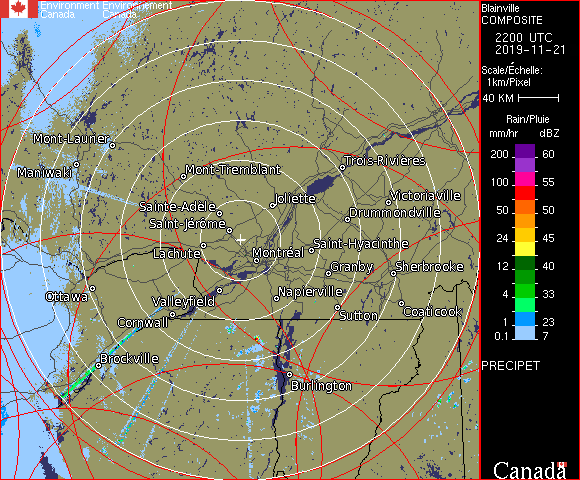 Environment Environnement
Canada Canada
Mont-Laurier
Maniwaki
Mont-Tremblant
Trois-Rivières
Sainte-Adèle
Joliette
Victoriaville
Saint-Jérôme
Drummondville
Lachute
Montréal
Saint-Hyacinthe
Granby
Sherbrooke
Ottawa
Valleyfield
Napierville
Cornwall
Sutton
Coaticook
Brockville
Burlington
Blainville
COMPOSITE
2200 UTC
2019-11-21
Scale/Échelle:
1km/Pixel
40 KM
Rain/Pluie
mm/hr dBZ
200 60
100 55
50 50
24 45
12 40
4 33
1 23
0.1 7
PRECIPET
Canada